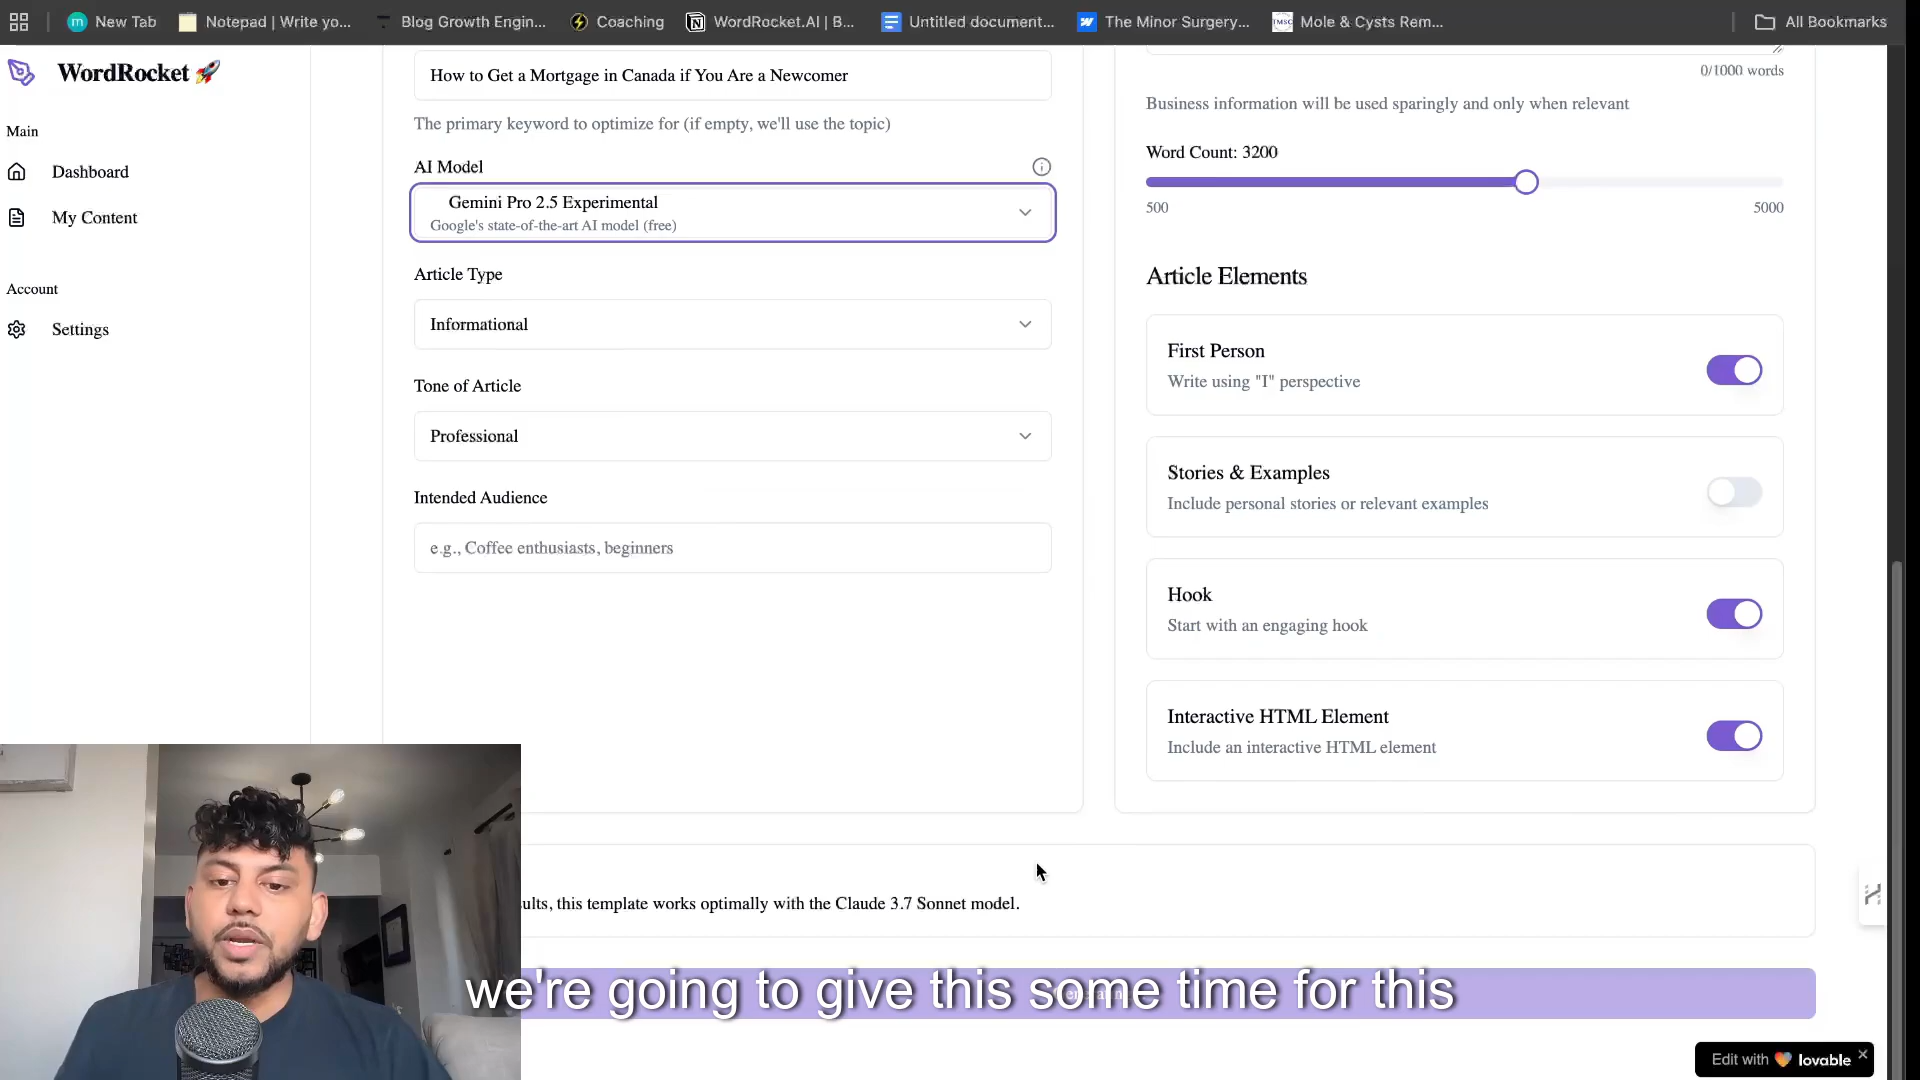 New Tab
Notepad | Write yo...
Blog Growth Engin...
Coaching
WordRocket.AI | B...
Untitled document...
The Minor Surgery...
Mole & Cysts Rem...
All Bookmarks
WordRocket 🚀
Main
Dashboard
My Content
Account
Settings
How to Get a Mortgage in Canada if You Are a Newcomer
The primary keyword to optimize for (if empty, we'll use the topic)
AI Model
Gemini Pro 2.5 Experimental
Google's state-of-the-art AI model (free)
Article Type
Informational
Tone of Article
Professional
Intended Audience
e.g., Coffee enthusiasts, beginners
0/1000 words
Business information will be used sparingly and only when relevant
Word Count: 3200
500
5000
Article Elements
First Person
Write using "I" perspective
Stories & Examples
Include personal stories or relevant examples
Hook
Start with an engaging hook
Interactive HTML Element
Include an interactive HTML element
ults, this template works optimally with the Claude 3.7 Sonnet model.
we're going to give this some time for this
Edit with lovable